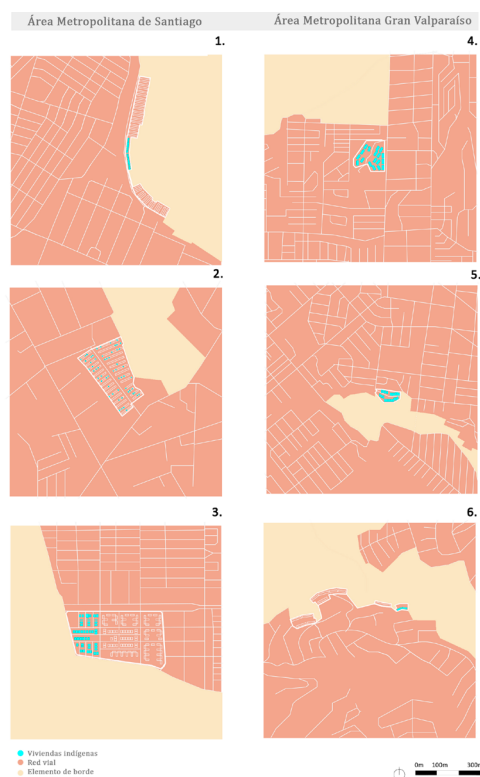 Área Metropolitana de Santiago
Área Metropolitana Gran Valparaíso
1.
4.
2.
5.
3.
6.
Viviendas indígenas
Red vial
Elemento de borde
0m 100m 300m